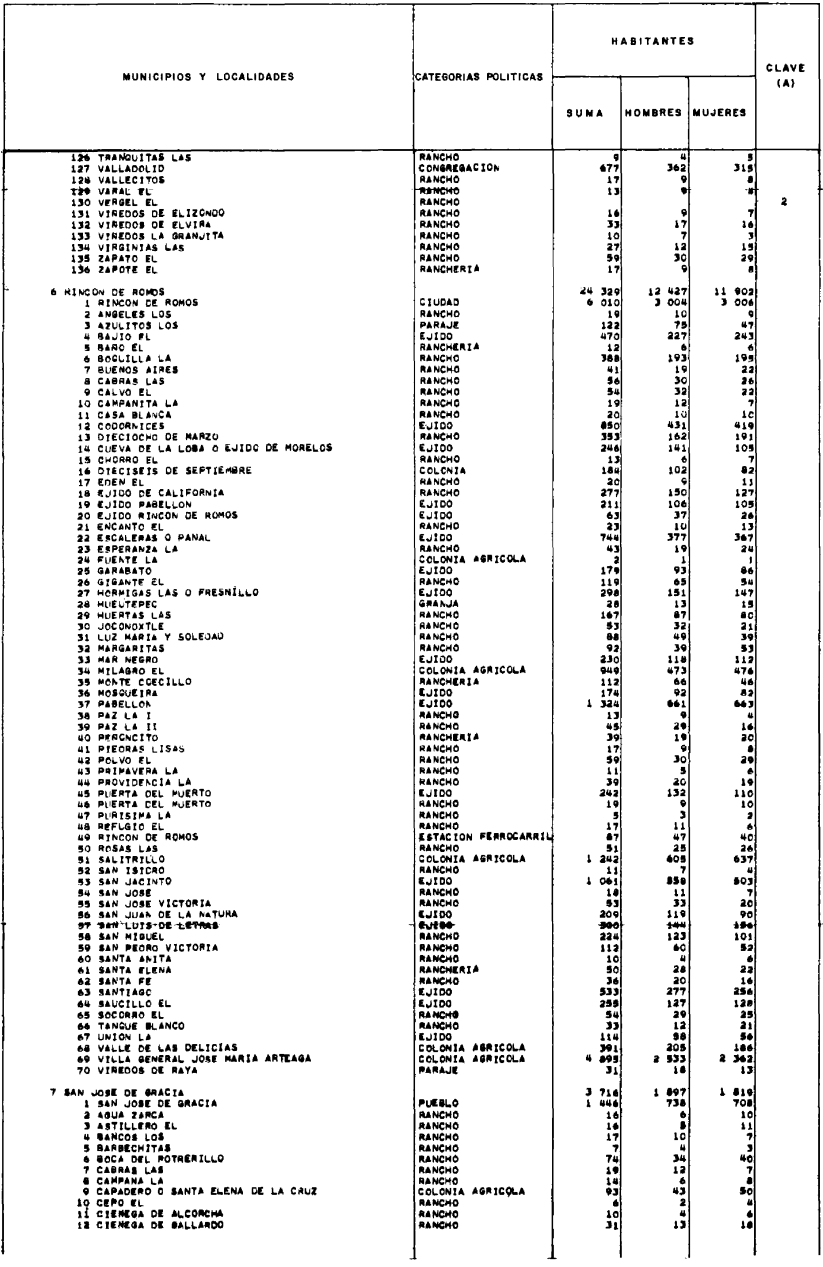 HABITANTES
MUNICIPIOS Y LOCALIDADES CATEGORIAS POLITICAS CLAVE (A)
SUMA HOMBRES MUJERES
126 TRANQUITAS LAS RANCHO 9 4 5
127 VALLADOLID CONGREGACION 677 362 315
128 VALLECITOS RANCHO 17 9 8
129 VARAL EL RANCHO 13 9 4
130 VERGEL EL RANCHO 2
131 VIÑEDOS DE ELIZONDO RANCHO 16 9 7
132 VIÑEDOS DE ELVIRA RANCHO 33 17 16
133 VIÑEDOS LA GRANJITA RANCHO 10 7 3
134 VIRGINIAS LAS RANCHO 27 12 15
135 ZAPATO EL RANCHO 59 30 29
136 ZAPOTE EL RANCHERIA 17 9 8
6 RINCON DE ROMOS 24 329 12 427 11 902
1 RINCON DE ROMOS CIUDAD 6 010 3 004 3 006
2 ANGELES LOS RANCHO 19 10 9
3 AZULITOS LOS PARAJE 122 75 47
4 BAJIO EL EJIDO 470 227 243
5 BAÑO EL RANCHERIA 12 6 6
6 BOQUILLA LA RANCHO 388 193 195
7 BUENOS AIRES RANCHO 41 19 22
8 CABRAS LAS RANCHO 56 30 26
9 CALVO EL RANCHO 54 32 22
10 CAMPANITA LA RANCHO 19 12 7
11 CASA BLANCA RANCHO 20 10 10
12 CODORNICES EJIDO 850 431 419
13 DIECIOCHO DE MARZO RANCHO 353 162 191
14 CUEVA DE LA LOBA O EJIDO DE MORELOS EJIDO 246 141 105
15 CHORRO EL RANCHO 13 6 7
16 DIECISEIS DE SEPTIEMBRE COLONIA 184 102 82
17 EDEN EL RANCHO 20 9 11
18 EJIDO DE CALIFORNIA RANCHO 277 150 127
19 EJIDO PABELLON EJIDO 211 106 105
20 EJIDO RINCON DE ROMOS EJIDO 63 37 26
21 ENCANTO EL RANCHO 23 10 13
22 ESCALERAS O PANAL EJIDO 744 377 367
23 ESPERANZA LA RANCHO 43 19 24
24 FUENTE LA COLONIA AGRICOLA 2 1 1
25 GARABATO EJIDO 179 93 86
26 GIGANTE EL RANCHO 119 65 54
27 HORMIGAS LAS O FRESNILLO EJIDO 298 151 147
28 HUEUTEPEC GRANJA 28 13 15
29 HUERTAS LAS RANCHO 167 87 80
30 JOCONOXTLE RANCHO 53 32 21
31 LUZ MARIA Y SOLEDAD RANCHO 88 49 39
32 MARGARITAS RANCHO 92 39 53
33 MAR NEGRO EJIDO 230 118 112
34 MILAGRO EL COLONIA AGRICOLA 949 473 476
35 MONTE COECILLO RANCHERIA 112 66 46
36 MOSQUEIRA EJIDO 174 92 82
37 PABELLON EJIDO 1 324 661 663
38 PAZ LA I RANCHO 13 9 4
39 PAZ LA II RANCHO 45 29 16
40 PERONCITO RANCHERIA 39 19 20
41 PIEDRAS LISAS RANCHO 17 9 8
42 POLVO EL RANCHO 59 30 29
43 PRIMAVERA LA RANCHO 11 5 6
44 PROVIDENCIA LA RANCHO 39 20 19
45 PUERTA DEL MUERTO EJIDO 242 132 110
46 PUERTA DEL MUERTO RANCHO 19 9 10
47 PURISIMA LA RANCHO 5 3 2
48 REFUGIO EL RANCHO 17 11 6
49 RINCON DE ROMOS ESTACION FERROCARRIL 87 47 40
50 ROSAS LAS RANCHO 51 25 26
51 SALITRILLO COLONIA AGRICOLA 1 242 605 637
52 SAN ISIDRO RANCHO 11 7 4
53 SAN JACINTO EJIDO 1 061 558 503
54 SAN JOSE RANCHO 18 11 7
55 SAN JOSE VICTORIA RANCHO 53 33 20
56 SAN JUAN DE LA NATURA EJIDO 209 119 90
57 SAN LUIS DE LETRAS EJIDO 300 144 156
58 SAN MIGUEL RANCHO 224 123 101
59 SAN PEDRO VICTORIA RANCHO 112 60 52
60 SANTA ANITA RANCHO 10 4 6
61 SANTA ELENA RANCHERIA 50 28 22
62 SANTA FE RANCHO 36 20 16
63 SANTIAGO EJIDO 533 277 256
64 SAUCILLO EL EJIDO 255 127 128
65 SOCORRO EL RANCHO 54 29 25
66 TANQUE BLANCO RANCHO 33 12 21
67 UNION LA EJIDO 114 58 56
68 VALLE DE LAS DELICIAS COLONIA AGRICOLA 391 205 186
69 VILLA GENERAL JOSE MARIA ARTEAGA COLONIA AGRICOLA 4 895 2 533 2 362
70 VIÑEDOS DE RAYA PARAJE 31 18 13
7 SAN JOSE DE GRACIA 3 716 1 897 1 819
1 SAN JOSE DE GRACIA PUEBLO 1 446 738 708
2 AGUA ZARCA RANCHO 16 6 10
3 ASTILLERO EL RANCHO 16 5 11
4 BANCOS LOS RANCHO 17 10 7
5 BARBECHITAS RANCHO 7 4 3
6 BOCA DEL POTRERILLO RANCHO 74 34 40
7 CABRAS LAS RANCHO 19 12 7
8 CAMPANA LA RANCHO 14 6 8
9 CAPADERO O SANTA ELENA DE LA CRUZ COLONIA AGRICOLA 93 43 50
10 CEPO EL RANCHO 6 2 4
11 CIENEGA DE ALCORCHA RANCHO 10 4 6
12 CIENEGA DE GALLARDO RANCHO 31 13 18